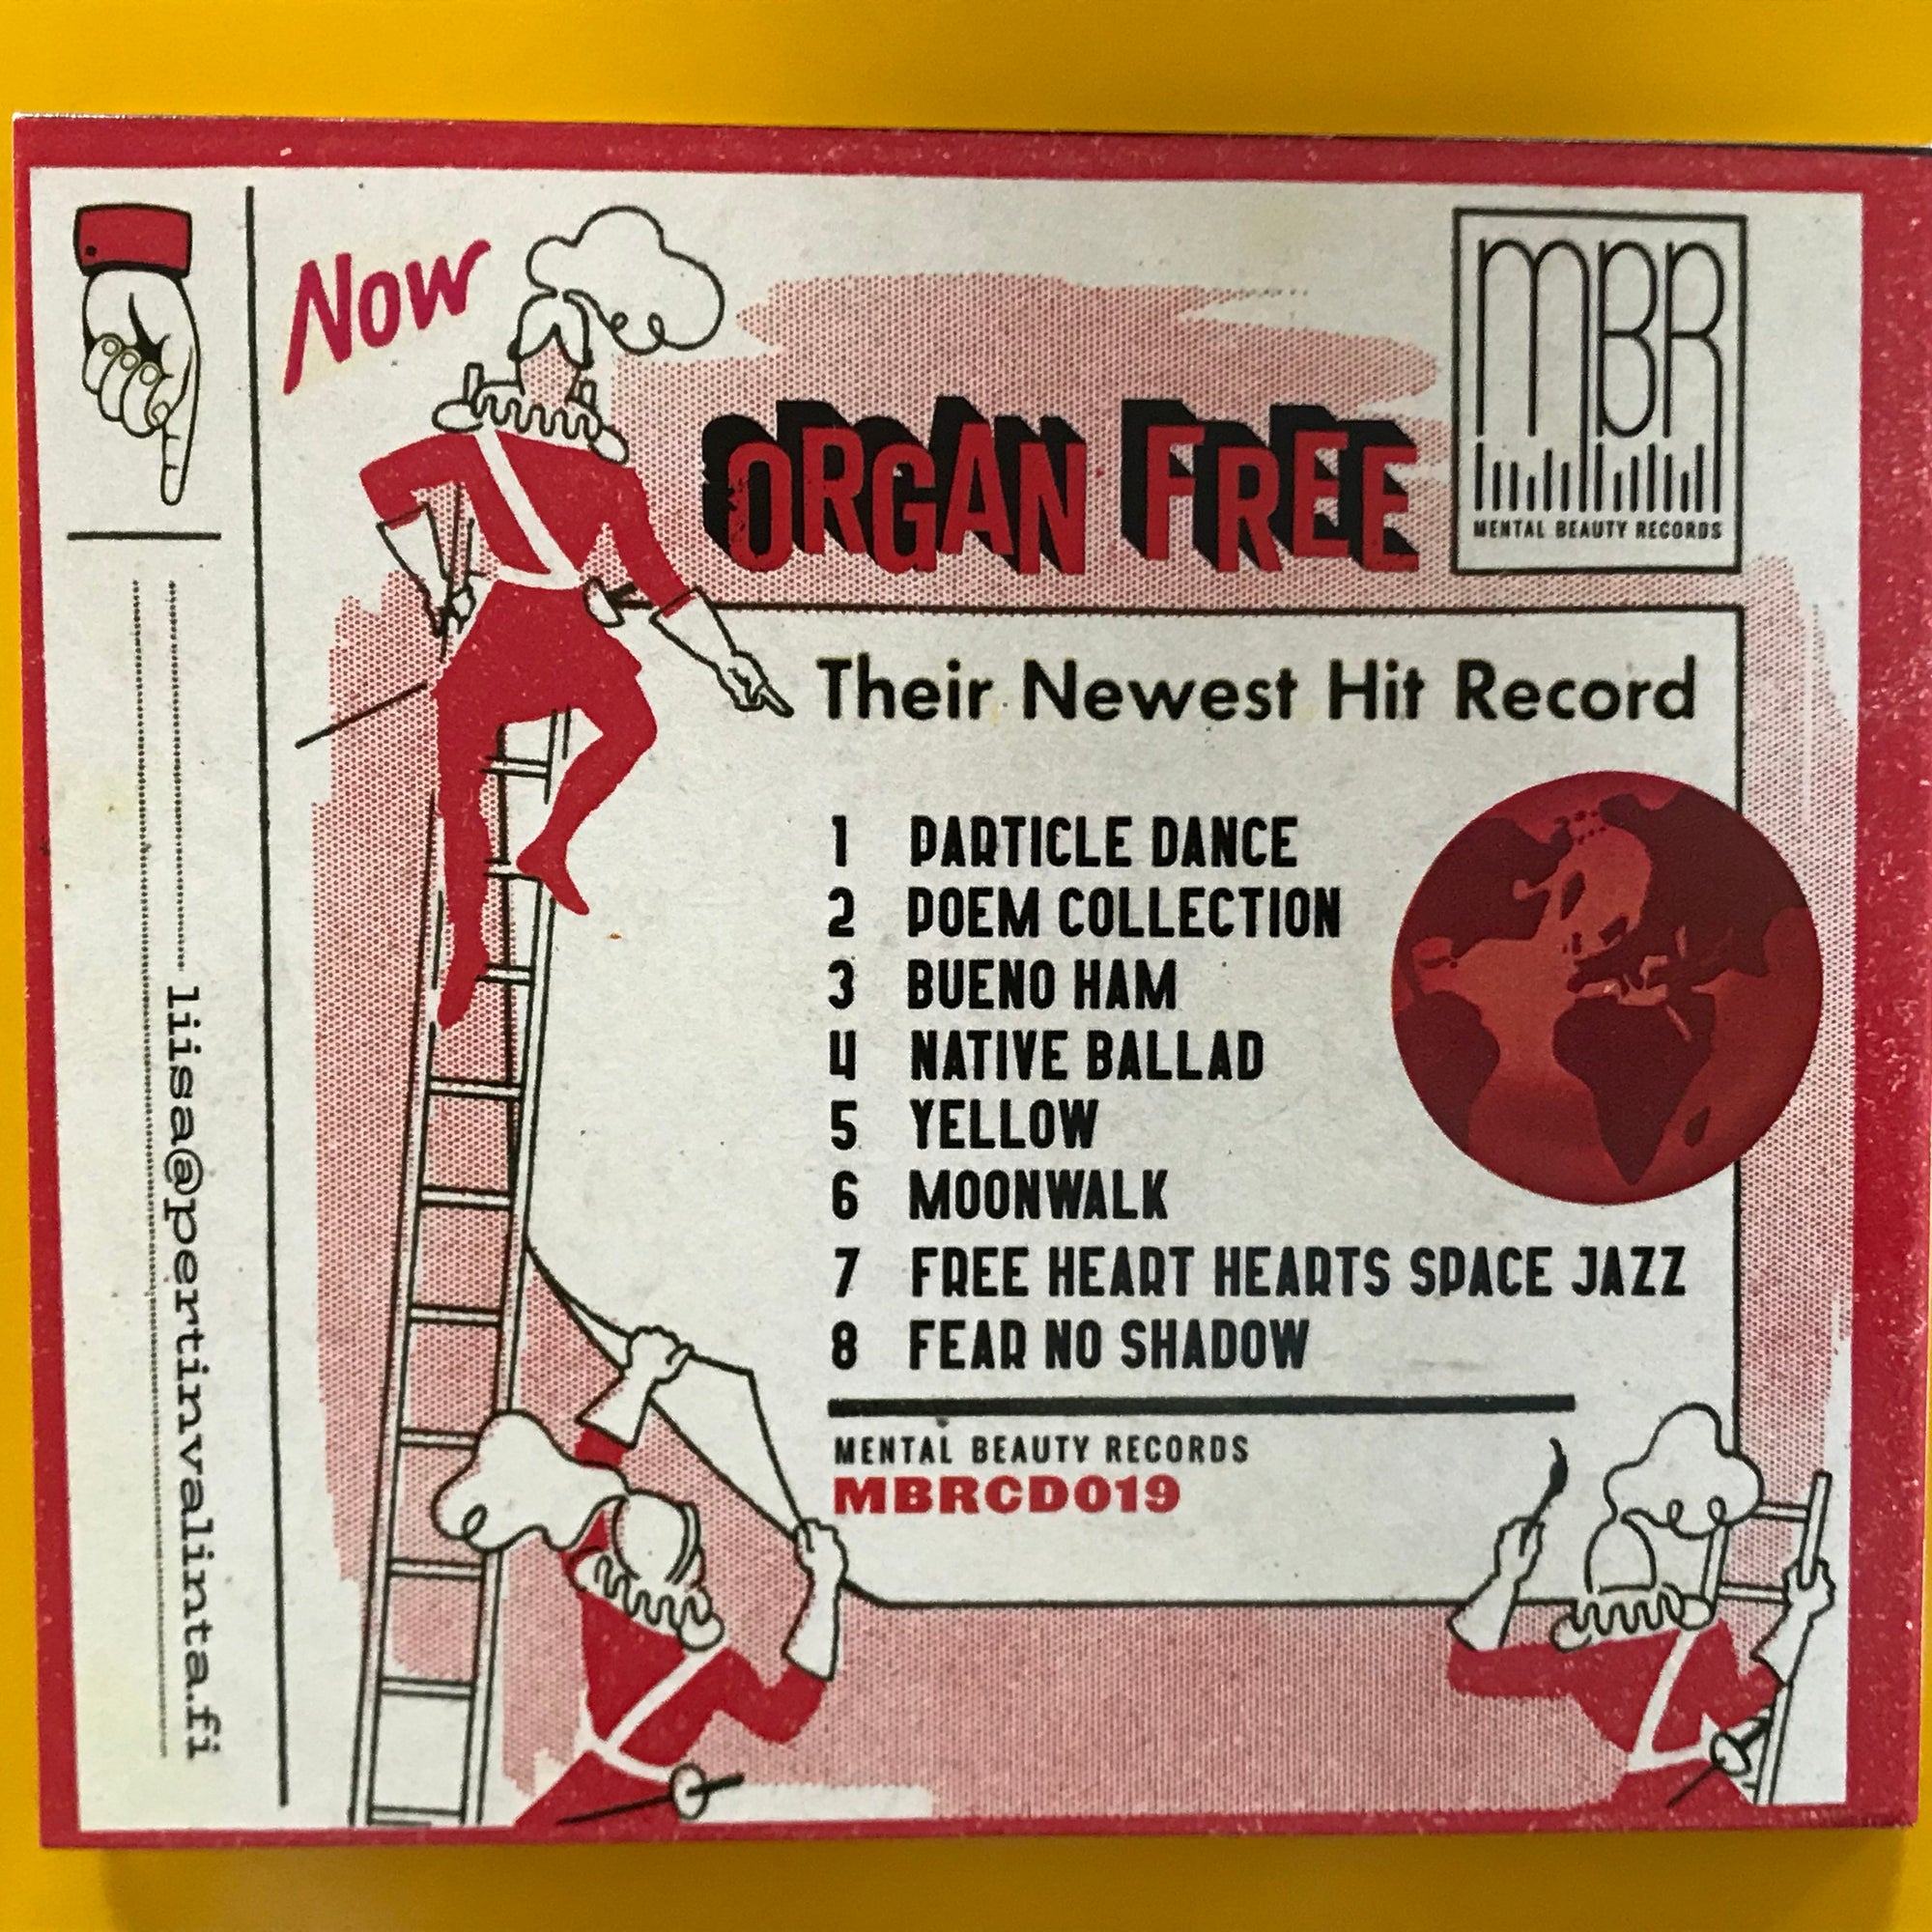 Now
ORGAN FREE
MBR
MENTAL BEAUTY RECORDS
Their Newest Hit Record
1 PARTICLE DANCE
2 POEM COLLECTION
3 BUENO HAM
4 NATIVE BALLAD
5 YELLOW
6 MOONWALK
7 FREE HEART HEARTS SPACE JAZZ
8 FEAR NO SHADOW
MENTAL BEAUTY RECORDS
MBRCD019
liisa@pertinvalinta.fi